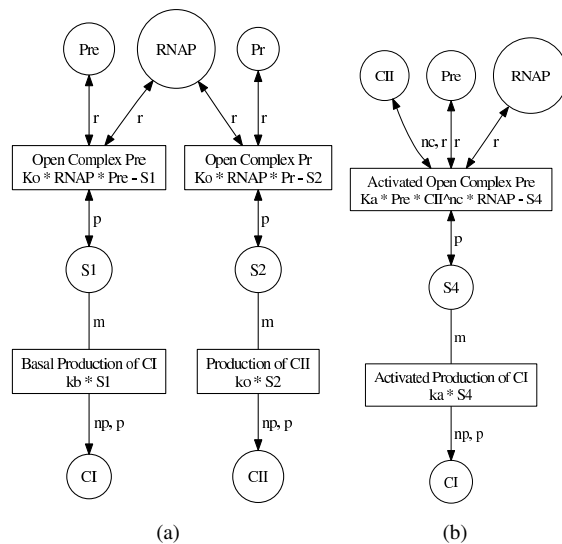 Pre
RNAP
Pr
r
r
r
r
Open Complex Pre
Ko * RNAP * Pre - S1
Open Complex Pr
Ko * RNAP * Pr - S2
p
p
S1
S2
m
m
Basal Production of CI
kb * S1
Production of CII
ko * S2
np, p
np, p
CI
CII
(a)
CII
Pre
RNAP
nc, r
r
r
Activated Open Complex Pre
Ka * Pre * CII^nc * RNAP - S4
p
S4
m
Activated Production of CI
ka * S4
np, p
CI
(b)